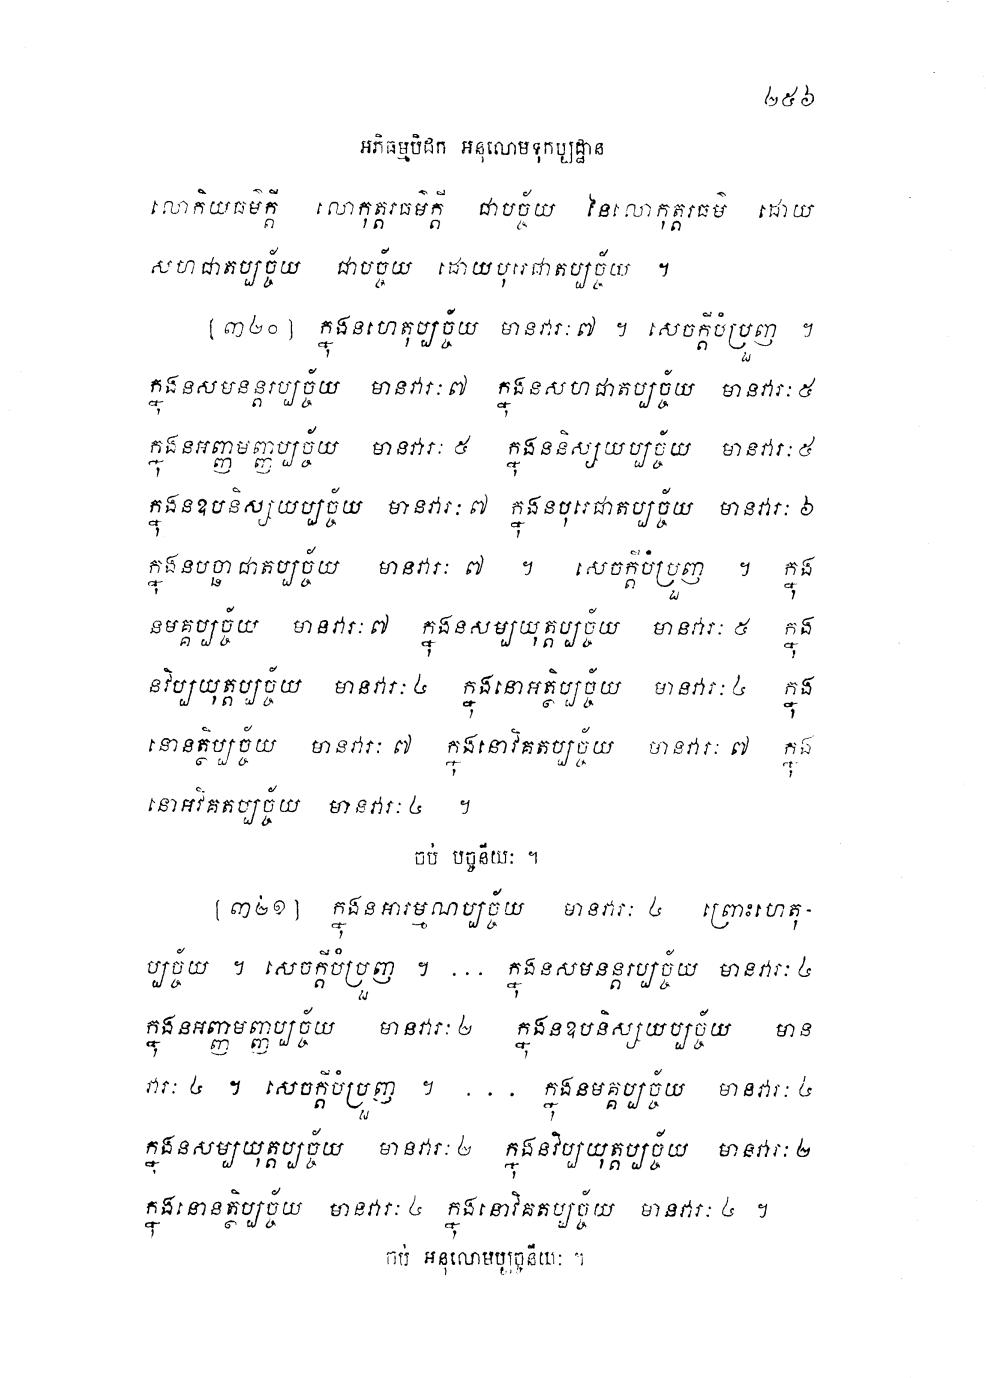 ២៥៦
អភិធម្មបិដក អនុលោមទុកប្បដ្ឋាន
លោកិយធម៌ក្តី លោកុត្តរធម៌ក្តី ជាបច្ច័យ នៃលោកុត្តរធម៌ ដោយ
សហជាតប្បច្ច័យ ជាបច្ច័យ ដោយបុរេជាតប្បច្ច័យ ។
[៣២០] ក្នុងនហេតុប្បច្ច័យ មានវារៈ៧ ។ សេចក្តីបំប្រួញ ។
ក្នុងនសមនន្តរប្បច្ច័យ មានវារៈ៧ ក្នុងនសហជាតប្បច្ច័យ មានវារៈ៥
ក្នុងនអញ្ញាមញ្ញប្បច្ច័យ មានវារៈ ៥ ក្នុងននិស្សយប្បច្ច័យ មានវារៈ៥
ក្នុងនឧបនិស្សយប្បច្ច័យ មានវារៈ៧ ក្នុងនបុរេជាតប្បច្ច័យ មានវារៈ ៦
ក្នុងនបច្ឆាជាតប្បច្ច័យ មានវារៈ ៧ ។ សេចក្តីបំប្រួញ ។ ក្នុង
នមគ្គប្បច្ច័យ មានវារៈ៧ ក្នុងនសម្បយុត្តប្បច្ច័យ មានវារៈ ៥ ក្នុង
នវិប្បយុត្តប្បច្ច័យ មានវារៈ៤ ក្នុងនោអត្ថិប្បច្ច័យ មានវារៈ៤ ក្នុង
នោនត្ថិប្បច្ច័យ មានវារៈ ៧ ក្នុងនោវិគតប្បច្ច័យ មានវារៈ ៧ ក្នុង
នោអវិគតប្បច្ច័យ មានវារៈ៤ ។
ចប់ បច្ចនីយៈ ។
[៣២១] ក្នុងនអារម្មណប្បច្ច័យ មានវារៈ ៤ ព្រោះហេតុ-
ប្បច្ច័យ ។ សេចក្តីបំប្រួញ ។ ... ក្នុងនសមនន្តរប្បច្ច័យ មានវារៈ៤
ក្នុងនអញ្ញាមញ្ញប្បច្ច័យ មានវារៈ២ ក្នុងនឧបនិស្សយប្បច្ច័យ មាន
វារៈ ៤ ។ សេចក្តីបំប្រួញ ។ ... ក្នុងនមគ្គប្បច្ច័យ មានវារៈ៤
ក្នុងនសម្បយុត្តប្បច្ច័យ មានវារៈ២ ក្នុងនវិប្បយុត្តប្បច្ច័យ មានវារៈ២
ក្នុងនោនត្ថិប្បច្ច័យ មានវារៈ៤ ក្នុងនោវិគតប្បច្ច័យ មានវារៈ៤ ។
ចប់ អនុលោមប្បច្ចនីយៈ ។